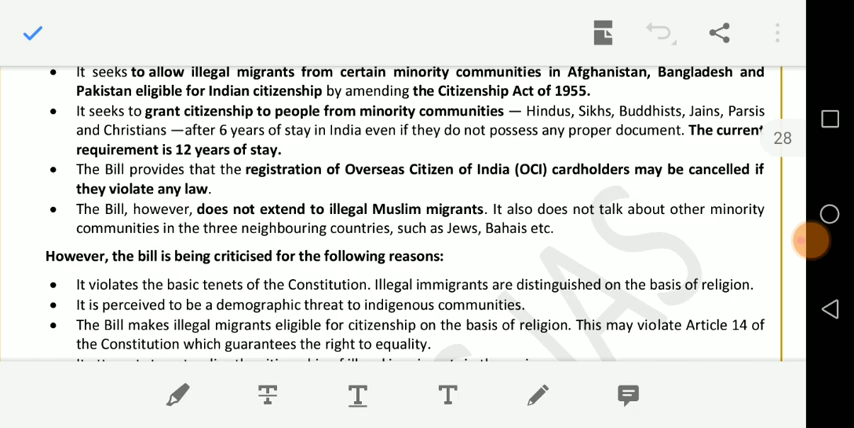 • It seeks to allow illegal migrants from certain minority communities in Afghanistan, Bangladesh and
Pakistan eligible for Indian citizenship by amending the Citizenship Act of 1955.
• It seeks to grant citizenship to people from minority communities — Hindus, Sikhs, Buddhists, Jains, Parsis
and Christians —after 6 years of stay in India even if they do not possess any proper document. The current
28
requirement is 12 years of stay.
• The Bill provides that the registration of Overseas Citizen of India (OCI) cardholders may be cancelled if
they violate any law.
• The Bill, however, does not extend to illegal Muslim migrants. It also does not talk about other minority
communities in the three neighbouring countries, such as Jews, Bahais etc.
However, the bill is being criticised for the following reasons:
• It violates the basic tenets of the Constitution. Illegal immigrants are distinguished on the basis of religion.
• It is perceived to be a demographic threat to indigenous communities.
• The Bill makes illegal migrants eligible for citizenship on the basis of religion. This may violate Article 14 of
the Constitution which guarantees the right to equality.
IAS